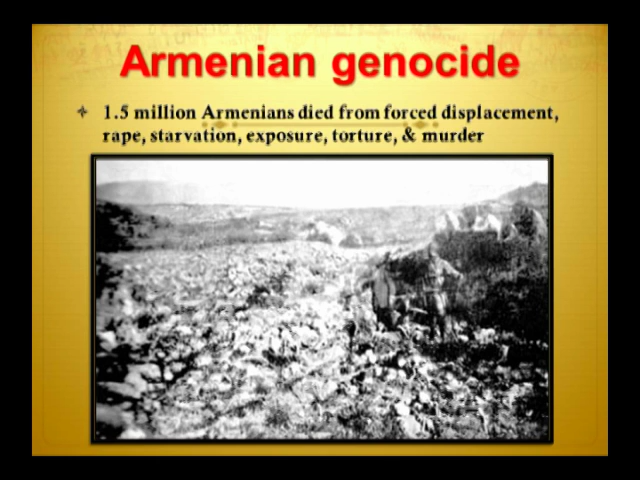 Armenian genocide
1.5 million Armenians died from forced displacement,
rape, starvation, exposure, torture, & murder